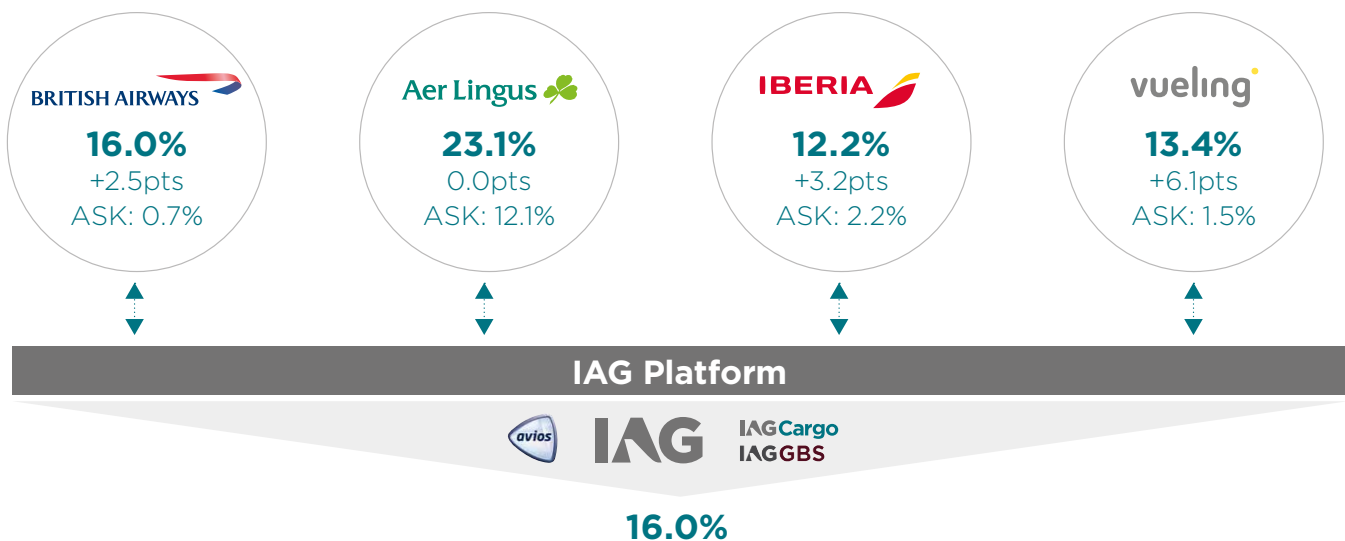 BRITISH AIRWAYS
16.0%
+2.5pts
ASK: 0.7%
Aer Lingus
23.1%
0.0pts
ASK: 12.1%
IBERIA
12.2%
+3.2pts
ASK: 2.2%
vueling
13.4%
+6.1pts
ASK: 1.5%
IAG Platform
avios
IAG
IAGCargo
IAGGBS
16.0%